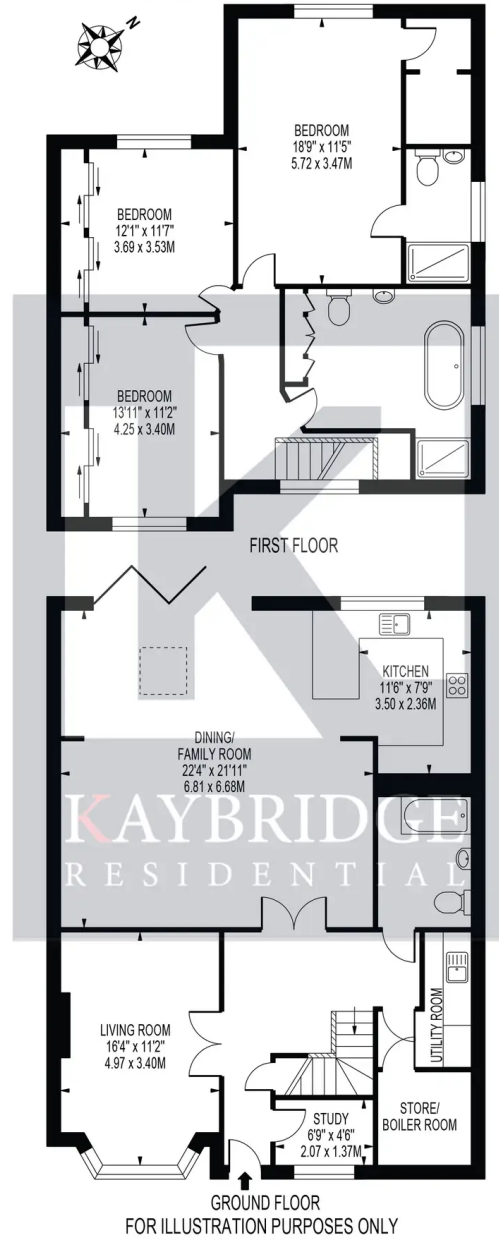 N
BEDROOM
18'9" x 11'5"
5.72 x 3.47M
BEDROOM
12'1" x 11'7"
3.69 x 3.53M
BEDROOM
13'11" x 11'2"
4.25 x 3.40M
FIRST FLOOR
KITCHEN
11'6" x 7'9"
3.50 x 2.36M
DINING/
FAMILY ROOM
22'4" x 21'11"
6.81 x 6.68M
KAYBRIDGE
RESIDENTIAL
UTILITY ROOM
LIVING ROOM
16'4" x 11'2"
4.97 x 3.40M
STORE/
BOILER ROOM
STUDY
6'9" x 4'6"
2.07 x 1.37M
GROUND FLOOR
FOR ILLUSTRATION PURPOSES ONLY